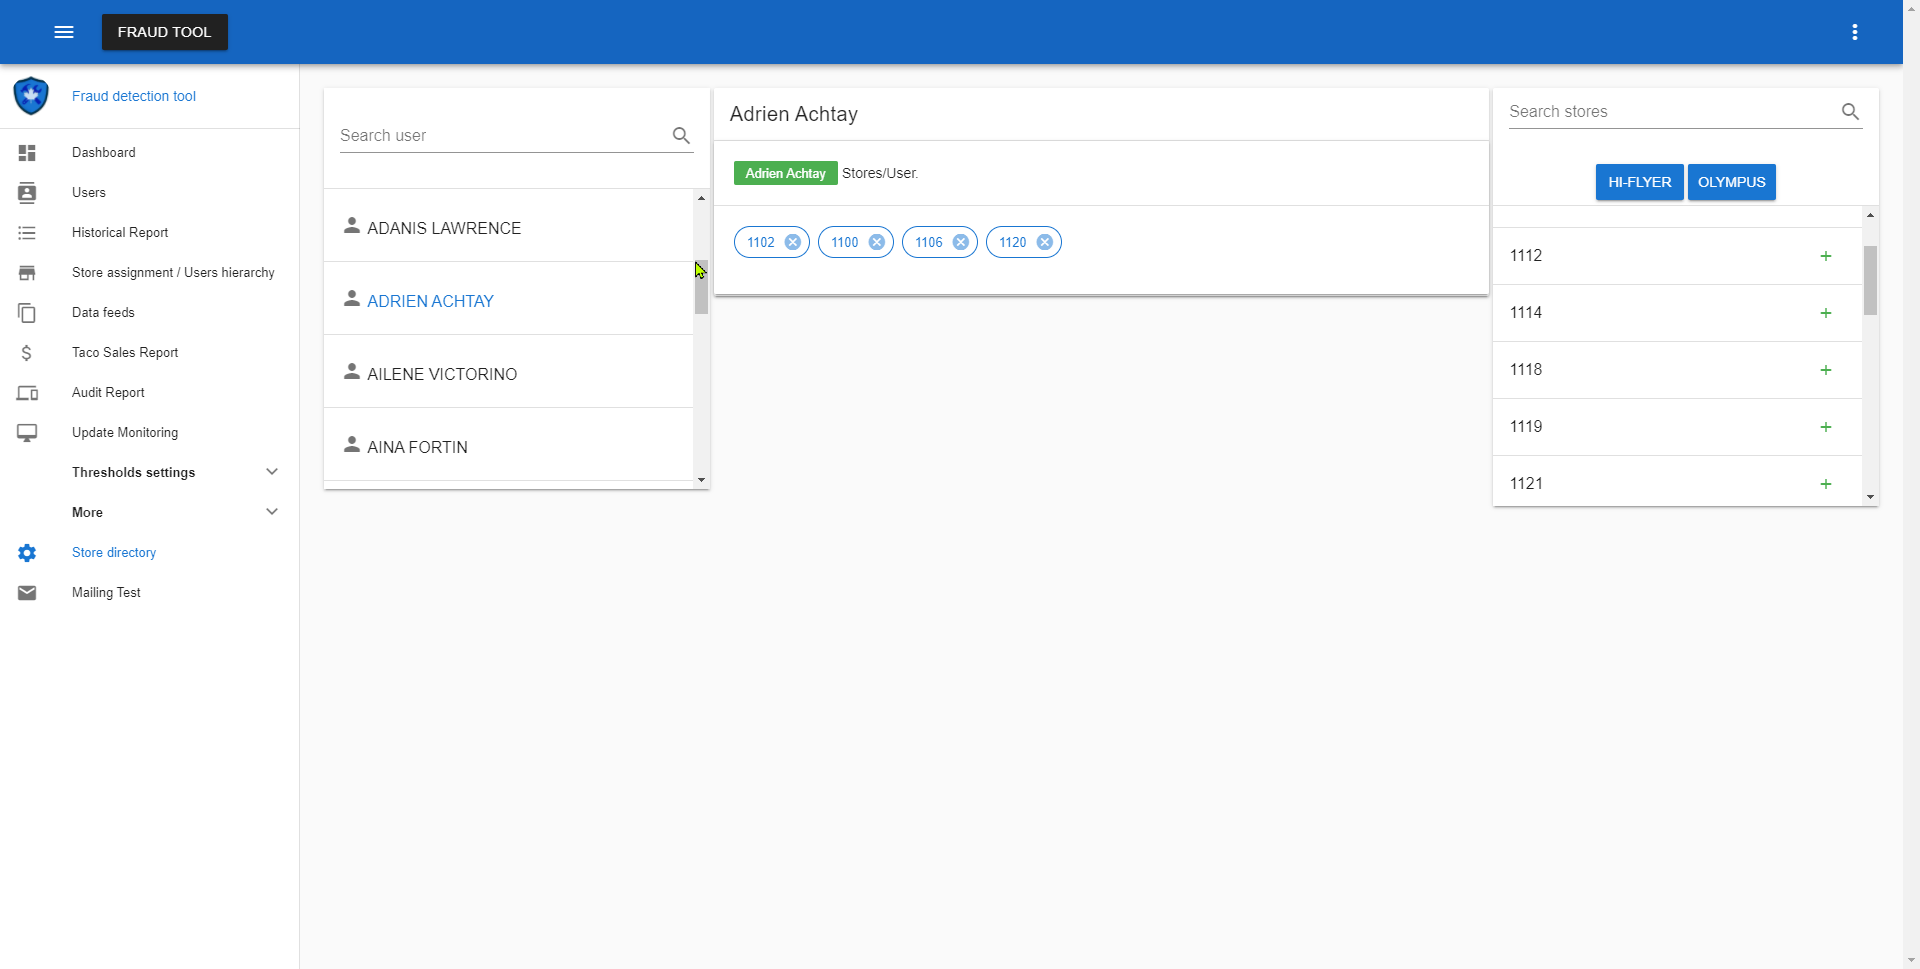 FRAUD TOOL
Fraud detection tool
Dashboard
Users
Historical Report
Store assignment / Users hierarchy
Data feeds
Taco Sales Report
Audit Report
Update Monitoring
Thresholds settings
More
Store directory
Mailing Test
Search user
ADANIS LAWRENCE
ADRIEN ACHTAY
AILENE VICTORINO
AINA FORTIN
Adrien Achtay
Adrien Achtay Stores/User.
1102 1100 1106 1120
Search stores
HI-FLYER OLYMPUS
1112
1114
1118
1119
1121